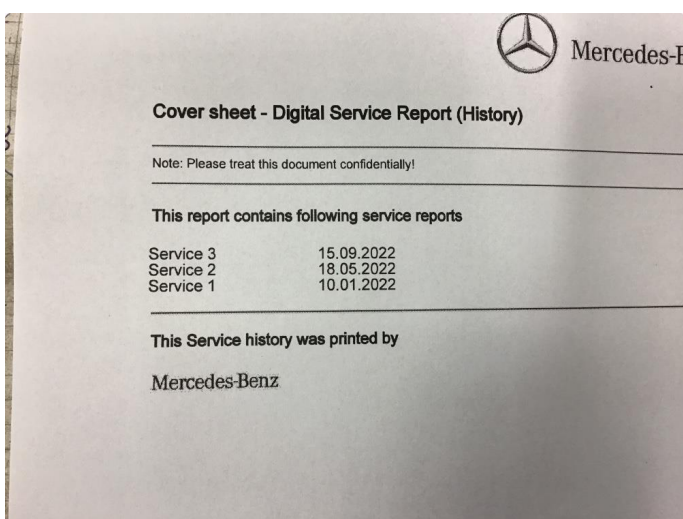 Mercedes-B
Cover sheet - Digital Service Report (History)
Note: Please treat this document confidentially!
This report contains following service reports
Service 3 15.09.2022
Service 2 18.05.2022
Service 1 10.01.2022
This Service history was printed by
Mercedes-Benz